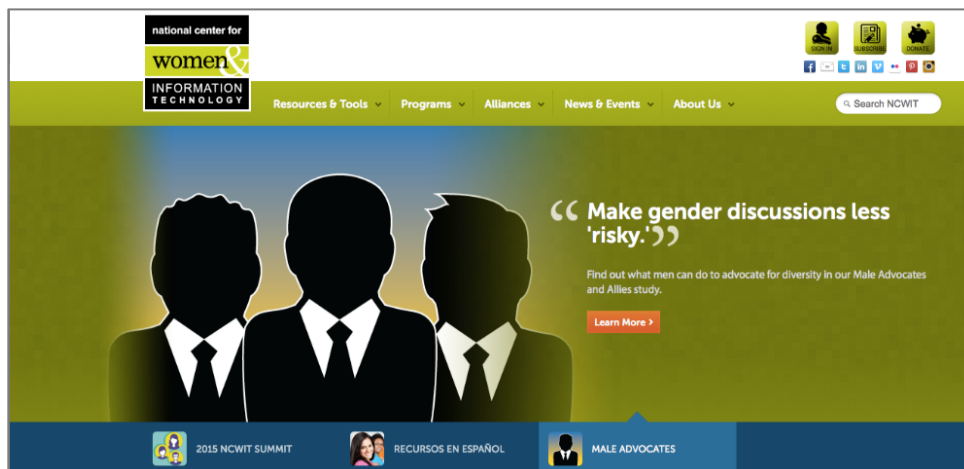 national center for
women&
INFORMATION
TECHNOLOGY
SIGN IN
SUBSCRIBE
DONATE
Resources & Tools
Programs
Alliances
News & Events
About Us
Search NCWIT
“ Make gender discussions less
'risky.' ”
Find out what men can do to advocate for diversity in our Male Advocates
and Allies study.
Learn More >
2015 NCWIT SUMMIT
RECURSOS EN ESPAÑOL
MALE ADVOCATES